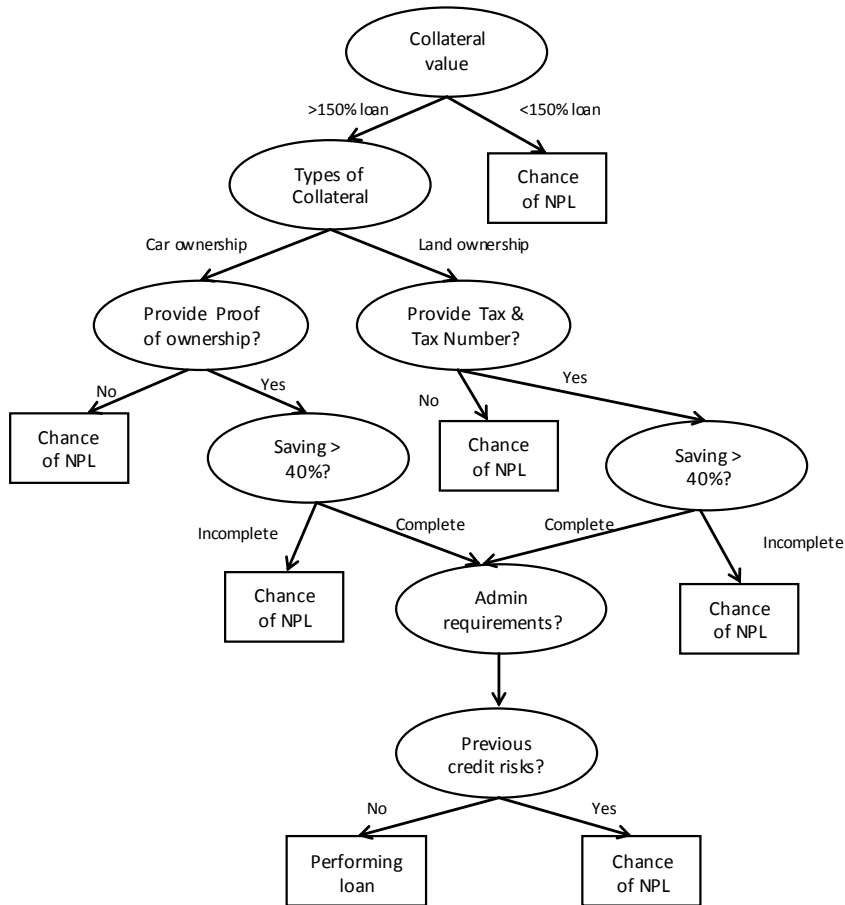 Collateral
value
>150% loan
<150% loan
Types of
Collateral
Chance
of NPL
Car ownership
Land ownership
Provide Proof
of ownership?
Provide Tax &
Tax Number?
No
Yes
No
Yes
Chance
of NPL
Saving >
40%?
Chance
of NPL
Saving >
40%?
Incomplete
Complete
Complete
Incomplete
Chance
of NPL
Admin
requirements?
Chance
of NPL
Previous
credit risks?
No
Yes
Performing
loan
Chance
of NPL